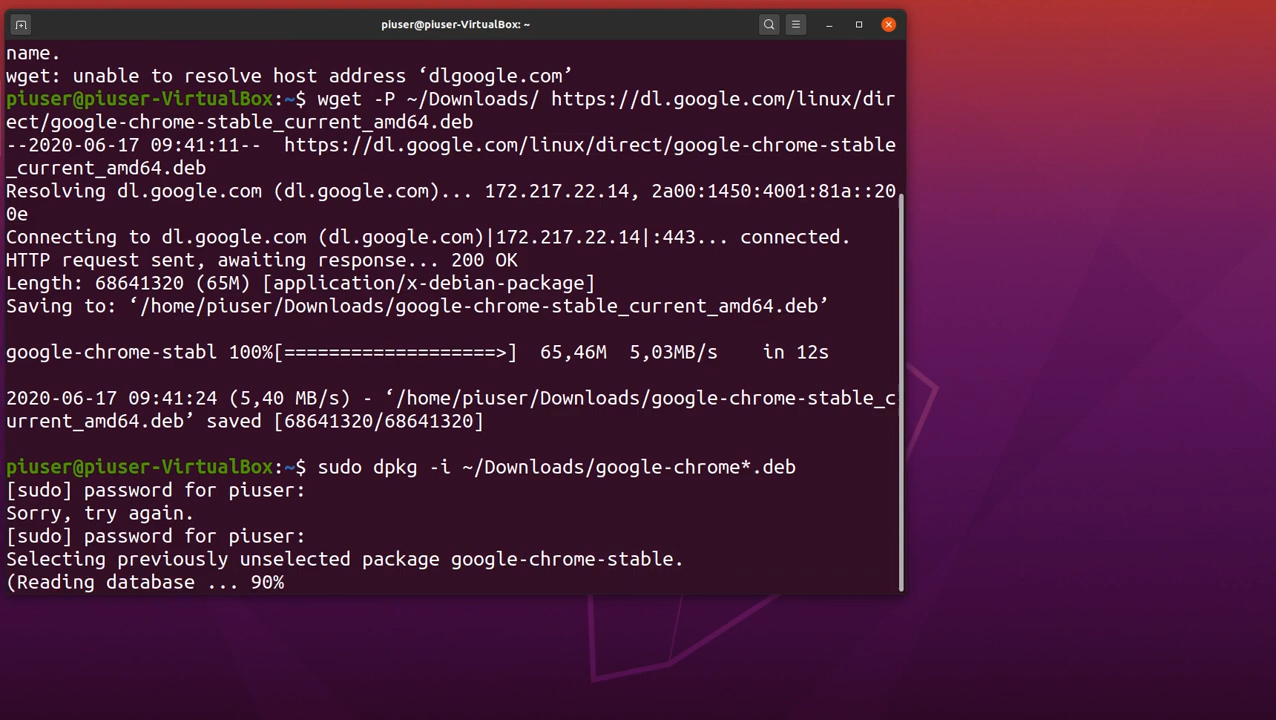 piuser@piuser-VirtualBox: ~
name.
wget: unable to resolve host address ‘dlgoogle.com’
piuser@piuser-VirtualBox:~$ wget -P ~/Downloads/ https://dl.google.com/linux/dir
ect/google-chrome-stable_current_amd64.deb
--2020-06-17 09:41:11--  https://dl.google.com/linux/direct/google-chrome-stable
_current_amd64.deb
Resolving dl.google.com (dl.google.com)... 172.217.22.14, 2a00:1450:4001:81a::20
0e
Connecting to dl.google.com (dl.google.com)|172.217.22.14|:443... connected.
HTTP request sent, awaiting response... 200 OK
Length: 68641320 (65M) [application/x-debian-package]
Saving to: ‘/home/piuser/Downloads/google-chrome-stable_current_amd64.deb’
google-chrome-stabl 100%[===================>]  65,46M  5,03MB/s    in 12s
2020-06-17 09:41:24 (5,40 MB/s) - ‘/home/piuser/Downloads/google-chrome-stable_c
urrent_amd64.deb’ saved [68641320/68641320]
piuser@piuser-VirtualBox:~$ sudo dpkg -i ~/Downloads/google-chrome*.deb
[sudo] password for piuser:
Sorry, try again.
[sudo] password for piuser:
Selecting previously unselected package google-chrome-stable.
(Reading database ... 90%